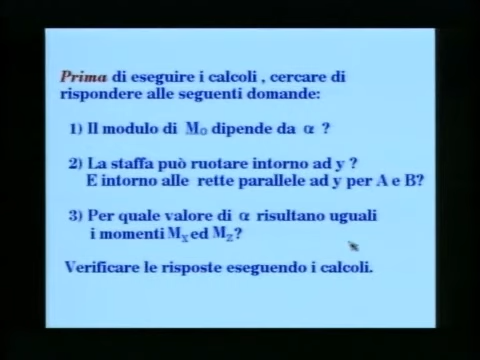 Prima di eseguire i calcoli , cercare di
rispondere alle seguenti domande:
1) Il modulo di M₀ dipende da α ?
2) La staffa può ruotare intorno ad y ?
E intorno alle rette parallele ad y per A e B?
3) Per quale valore di α risultano uguali
i momenti Mx ed Mz?
Verificare le risposte eseguendo i calcoli.